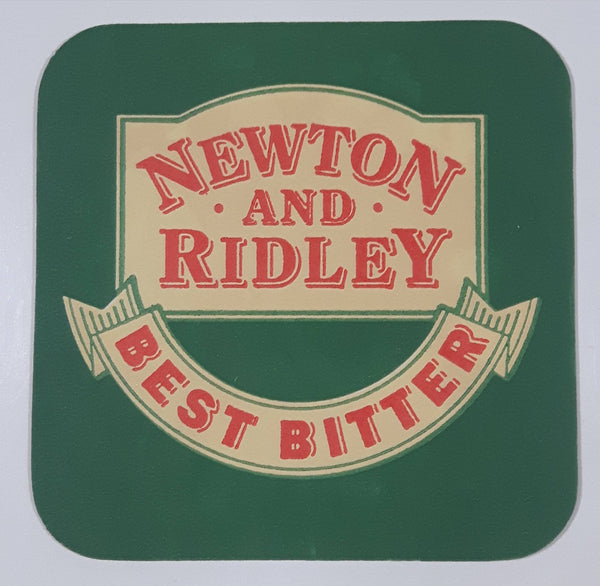 NEWTON
· AND ·
RIDLEY
BEST BITTER